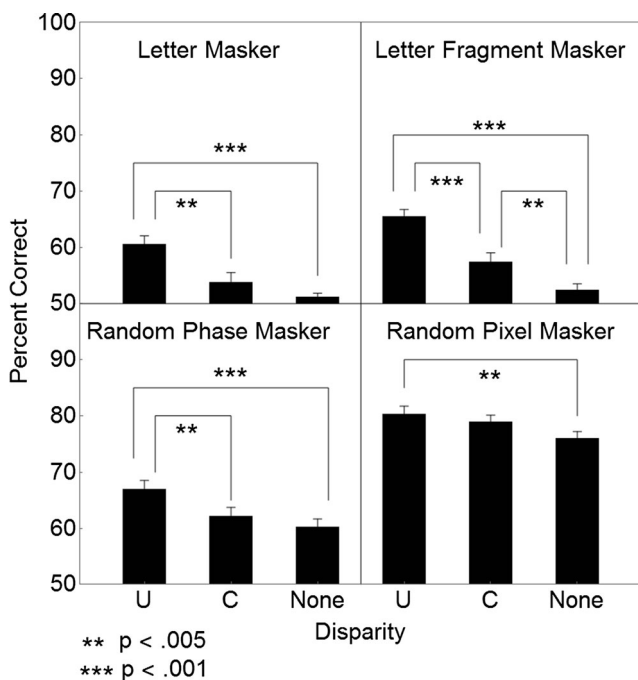 100
Letter Masker
Letter Fragment Masker
90
80
***
***
70
**
***
**
60
50
Percent Correct
Random Phase Masker
Random Pixel Masker
90
***
**
80
**
70
60
50
U C None U C None
Disparity
** p < .005
*** p < .001